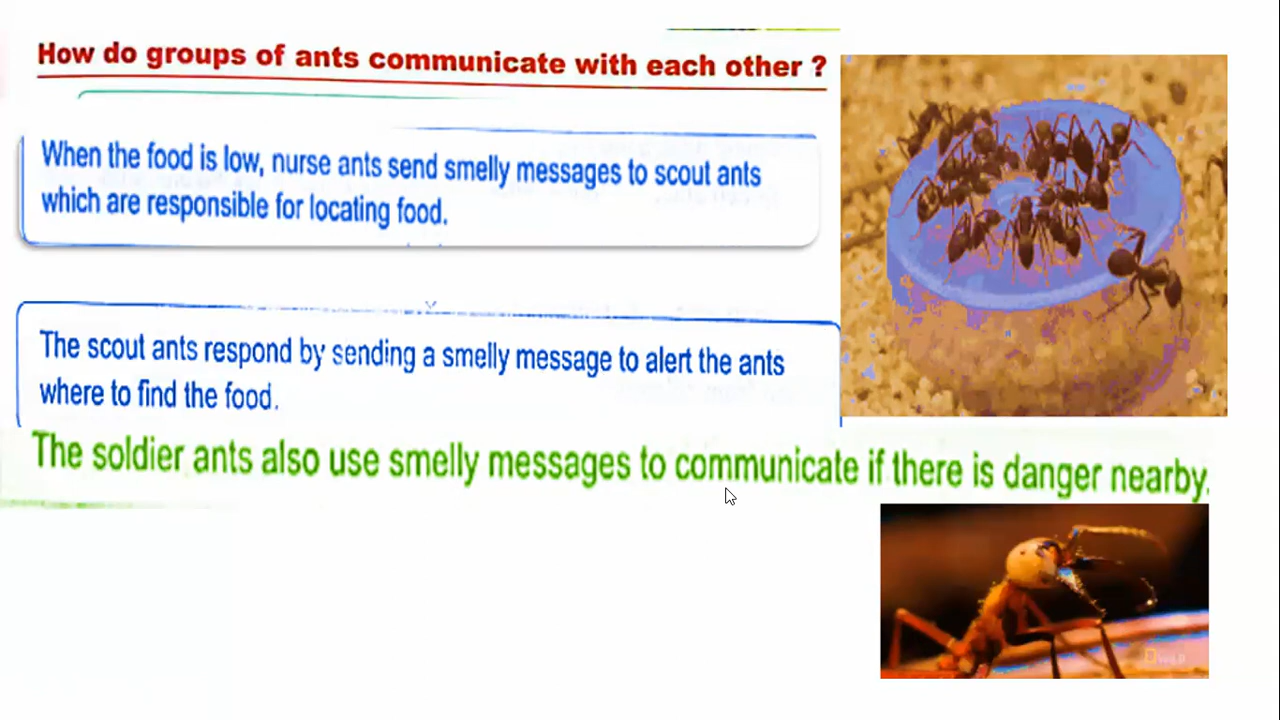 How do groups of ants communicate with each other ?
When the food is low, nurse ants send smelly messages to scout ants
which are responsible for locating food.
The scout ants respond by sending a smelly message to alert the ants
where to find the food.
The soldier ants also use smelly messages to communicate if there is danger nearby.
WILD